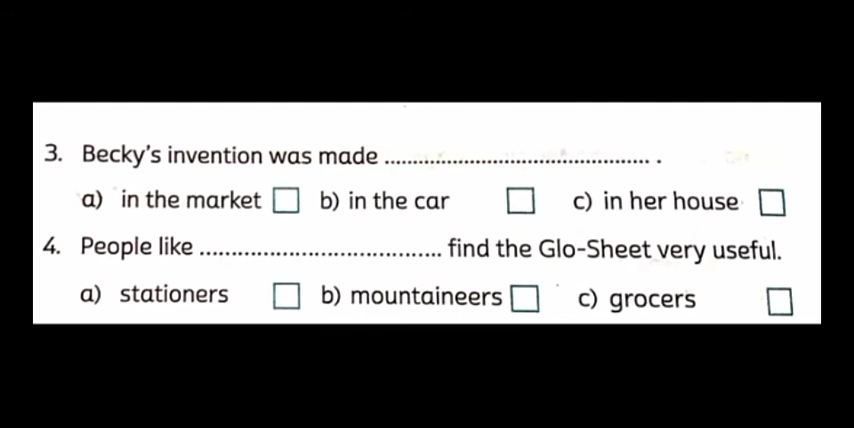 3. Becky's invention was made ................................................ .
a) in the market b) in the car c) in her house
4. People like .................................... find the Glo-Sheet very useful.
a) stationers b) mountaineers c) grocers